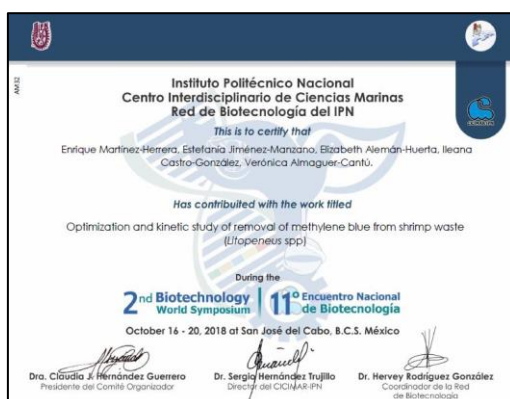 AM32
Instituto Politécnico Nacional
Centro Interdisciplinario de Ciencias Marinas
Red de Biotecnología del IPN
This is to certify that
Enrique Martínez-Herrera, Estefanía Jiménez-Manzano, Elizabeth Alemán-Huerta, Ileana
Castro-González, Verónica Almaguer-Cantú.
Has contribuited with the work titled
Optimization and kinetic study of removal of methylene blue from shrimp waste
(Litopeneus spp)
During the
2nd Biotechnology
World Symposium
11° Encuentro Nacional
de Biotecnología
October 16 - 20, 2018 at San José del Cabo, B.C.S. México
Dra. Claudia J. Hernández Guerrero
Presidente del Comité Organizador
Dr. Sergio Hernández Trujillo
Director del CICIMAR-IPN
Dr. Hervey Rodríguez González
Coordinador de la Red
de Biotecnología